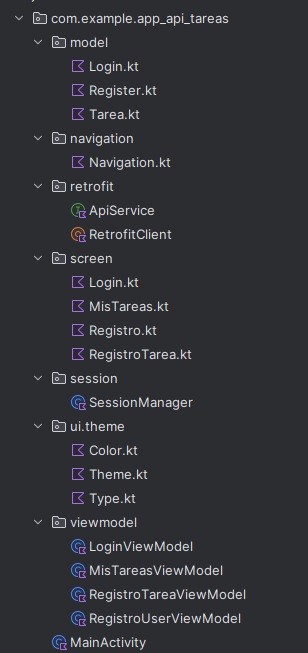 com.example.app_api_tareas
model
Login.kt
Register.kt
Tarea.kt
navigation
Navigation.kt
retrofit
ApiService
RetrofitClient
screen
Login.kt
MisTareas.kt
Registro.kt
RegistroTarea.kt
session
SessionManager
ui.theme
Color.kt
Theme.kt
Type.kt
viewmodel
LoginViewModel
MisTareasViewModel
RegistroTareaViewModel
RegistroUserViewModel
MainActivity